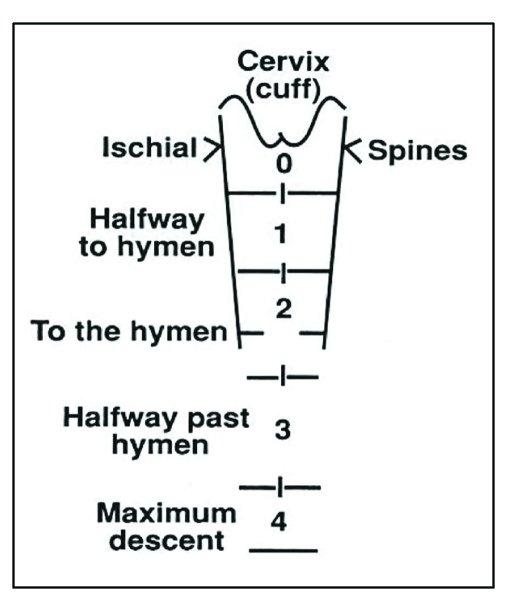 Cervix
(cuff)
Ischial Spines
0
Halfway
to hymen
1
2
To the hymen
Halfway past
hymen
3
Maximum
descent
4